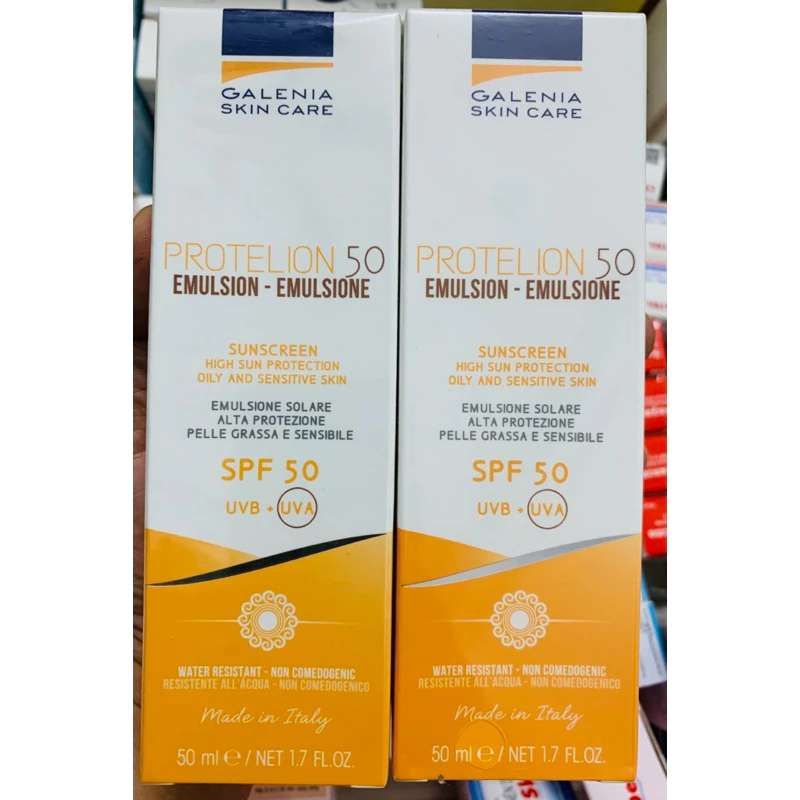 GALENIA
SKIN CARE
PROTELION 50
EMULSION - EMULSIONE
SUNSCREEN
HIGH SUN PROTECTION
OILY AND SENSITIVE SKIN
EMULSIONE SOLARE
ALTA PROTEZIONE
PELLE GRASSA E SENSIBILE
SPF 50
UVB + UVA
WATER RESISTANT - NON COMEDOGENIC
RESISTENTE ALL'ACQUA - NON COMEDOGENICO
Made in Italy
50 ml e / NET 1.7 FL.OZ.
GALENIA
SKIN CARE
PROTELION 50
EMULSION - EMULSIONE
SUNSCREEN
HIGH SUN PROTECTION
OILY AND SENSITIVE SKIN
EMULSIONE SOLARE
ALTA PROTEZIONE
PELLE GRASSA E SENSIBILE
SPF 50
UVB + UVA
WATER RESISTANT - NON COMEDOGENIC
RESISTENTE ALL'ACQUA - NON COMEDOGENICO
Made in Italy
50 ml e / NET 1.7 FL.OZ.